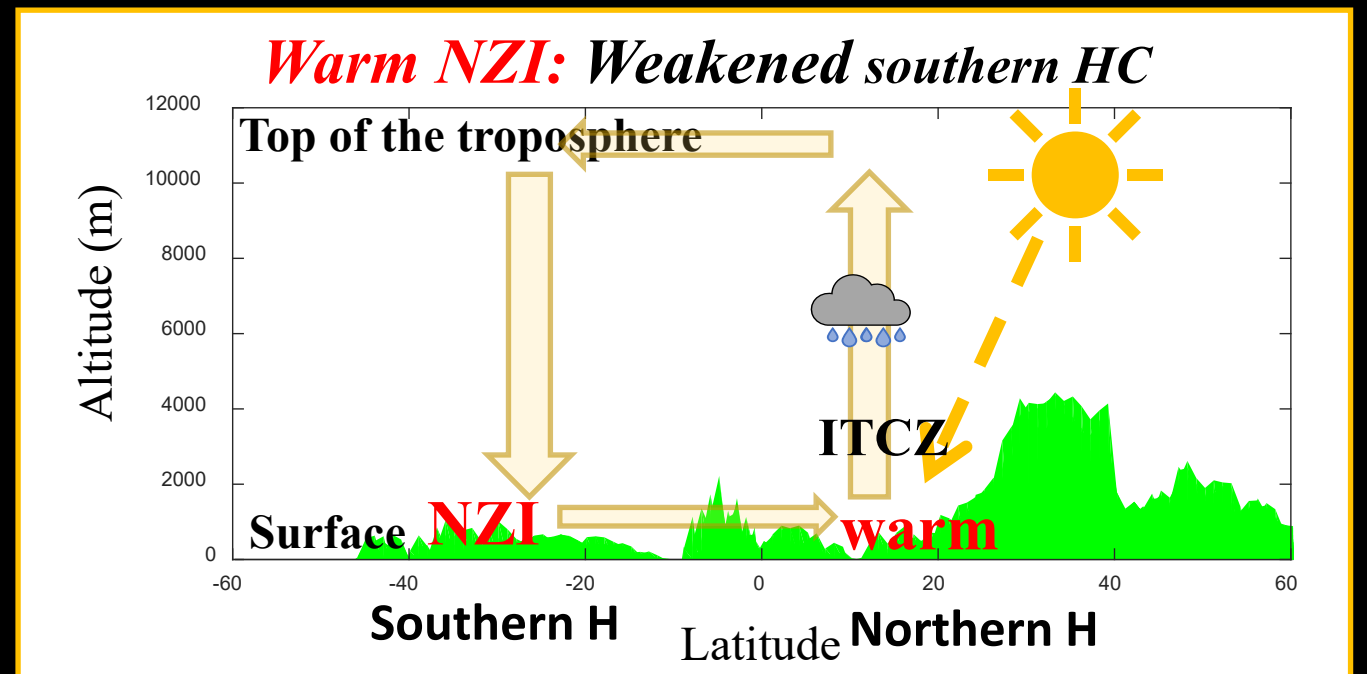 Warm NZI: Weakened southern HC
12000
Top of the troposphere
10000
8000
6000
4000
2000
0
Altitude (m)
ITCZ
Surface
NZI
warm
-60
-40
-20
0
20
40
60
Southern H
Latitude
Northern H